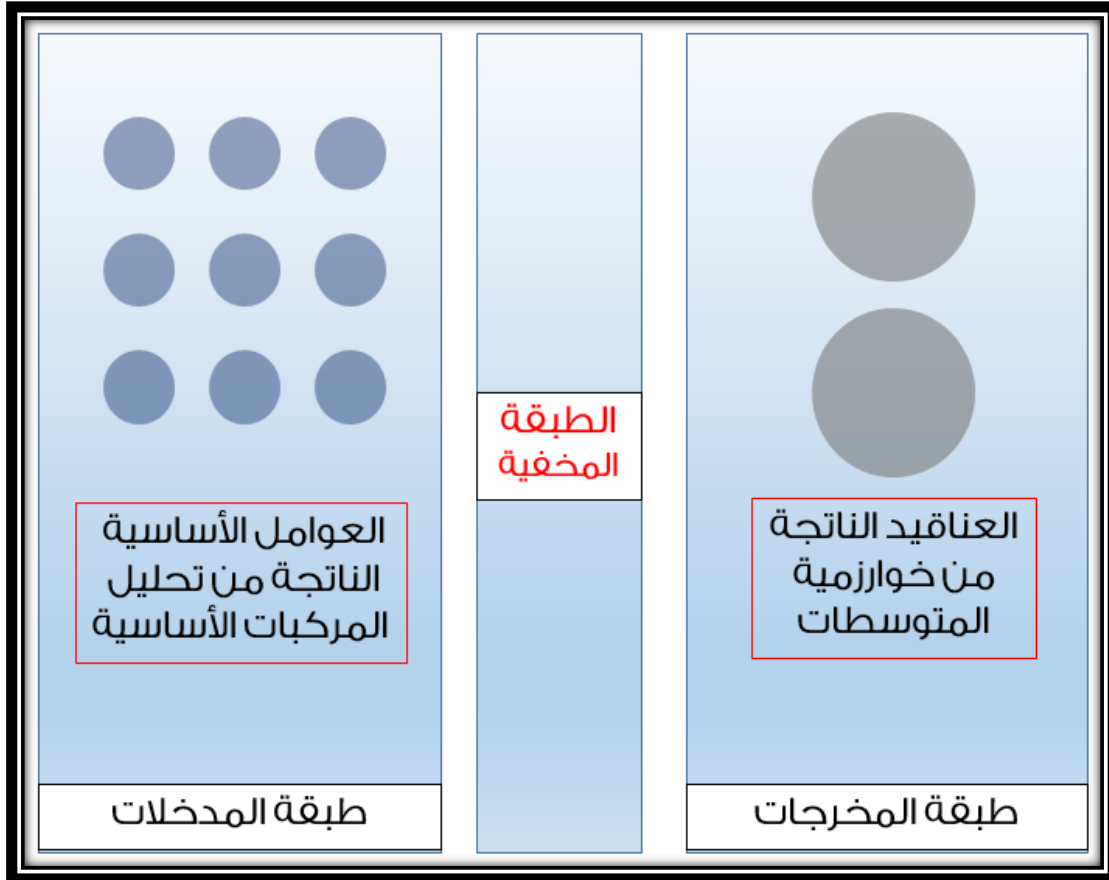 العوامل الأساسية
الناتجة من تحليل
المركبات الأساسية
طبقة المدخلات
الطبقة
المخفية
العناقيد الناتجة
من خوارزمية
المتوسطات
طبقة المخرجات